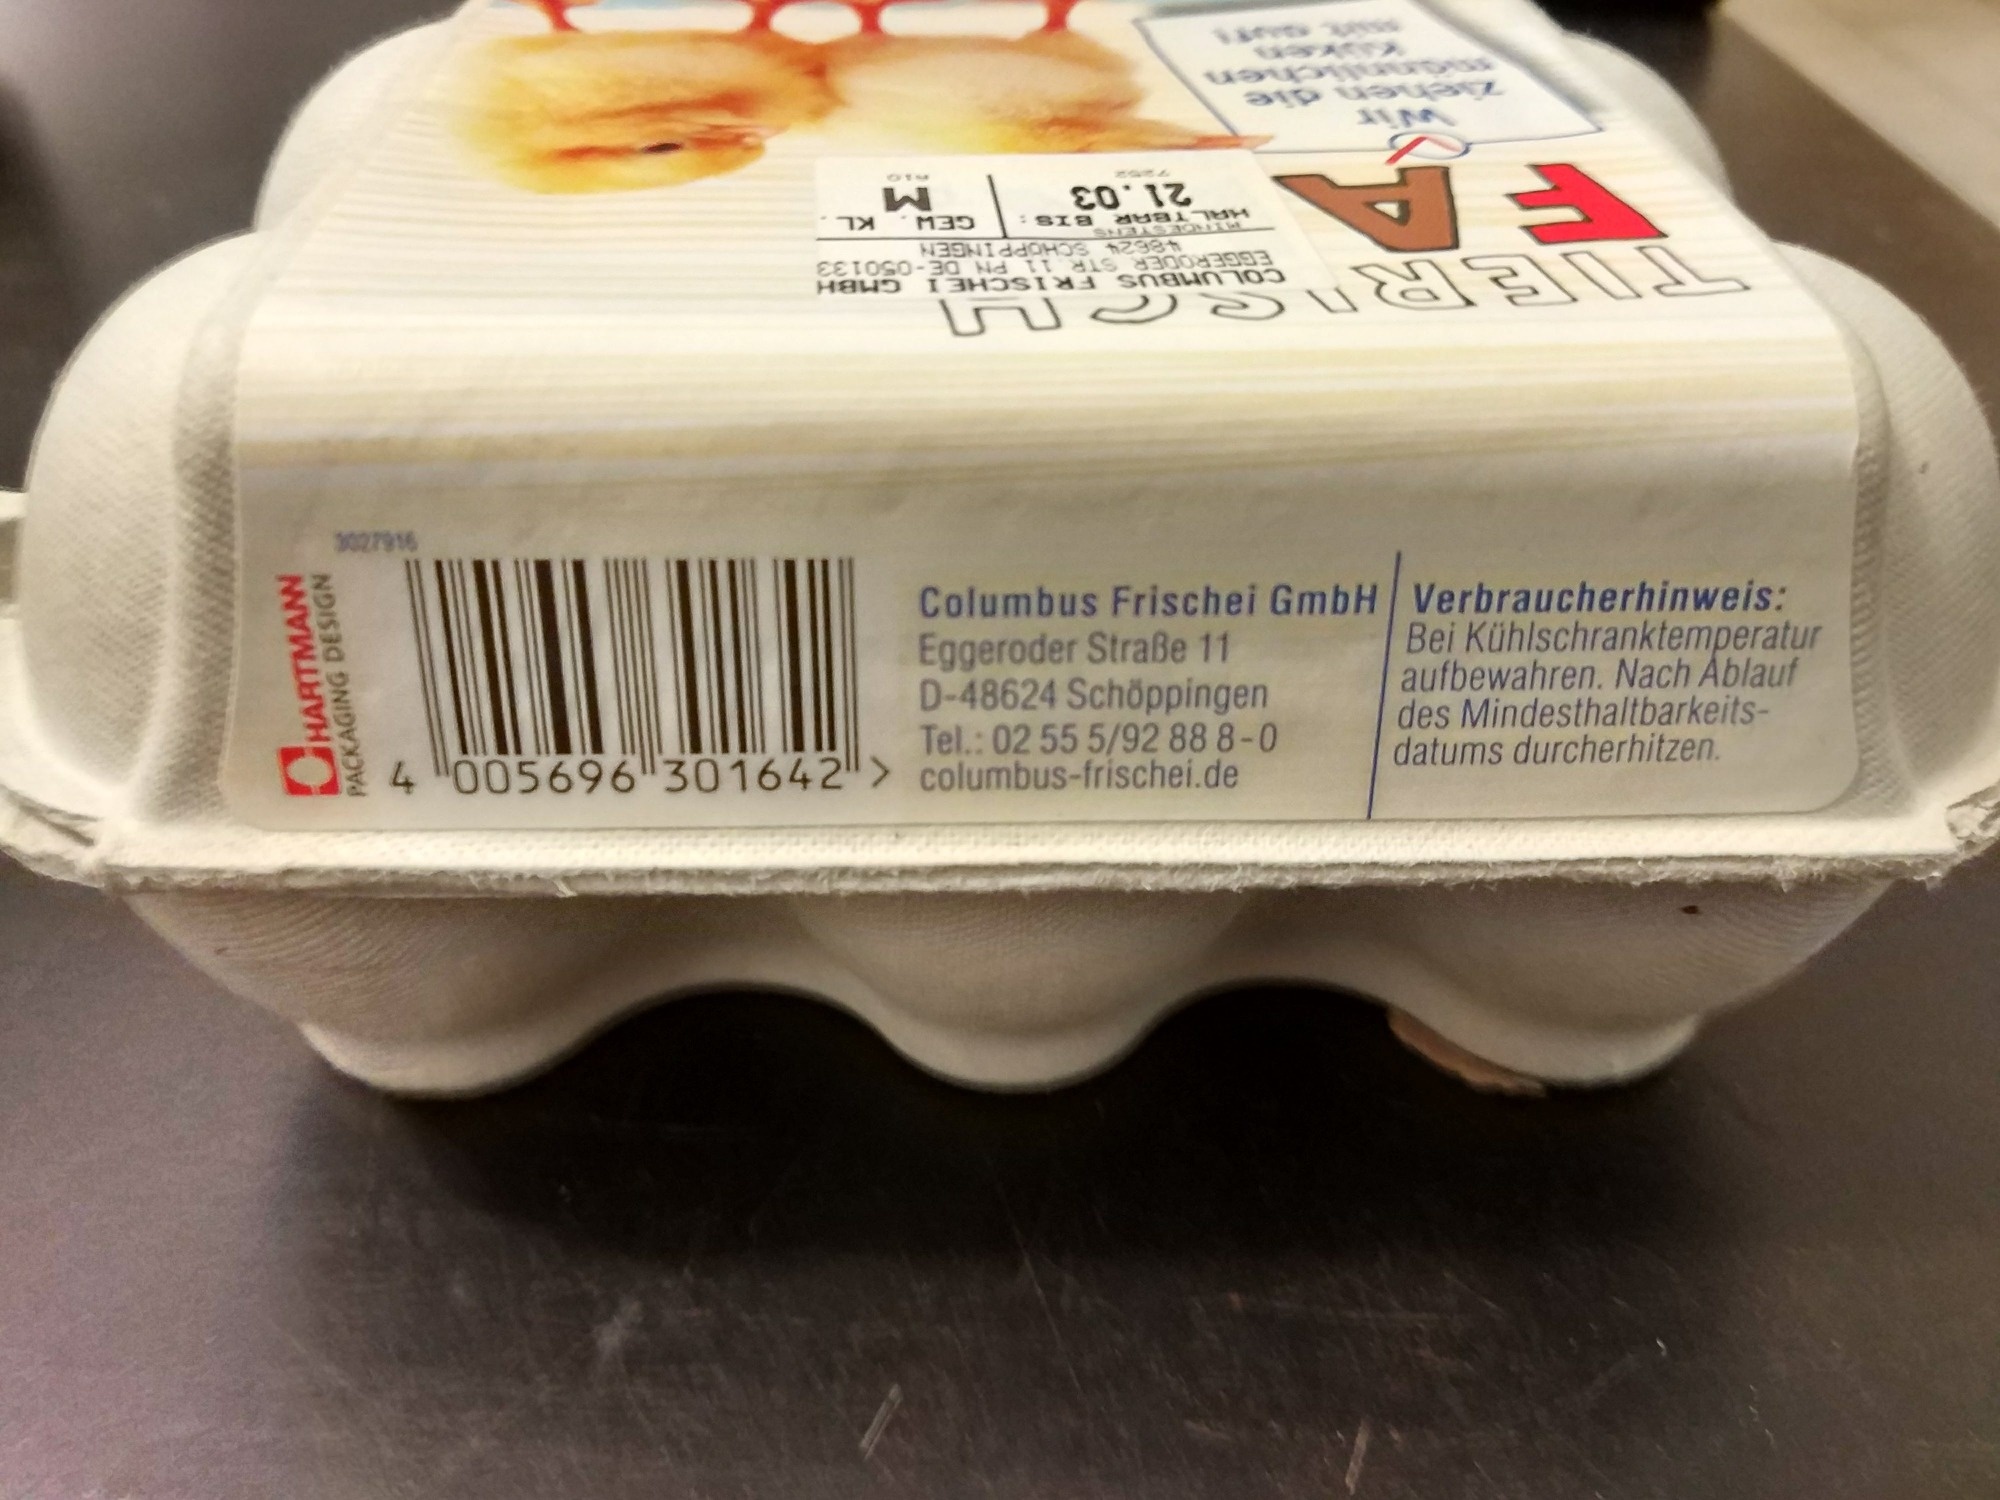 Wir
ziehen die
männlichen
Küken
mit auf!
TIERISCH
FA
COLUMBUS FRISCHEI GMBH
EGGERODER STR. 11 PN DE-050133
48624 SCHÖPPINGEN
MINDESTENS
HALTBAR BIS:
21.03
GEW. KL.
M
3027916
HARTMANN
PACKAGING DESIGN
4 005696 301642 >
Columbus Frischei GmbH
Eggeroder Straße 11
D-48624 Schöppingen
Tel.: 02 55 5/92 88 8-0
columbus-frischei.de
Verbraucherhinweis:
Bei Kühlschranktemperatur
aufbewahren. Nach Ablauf
des Mindesthaltbarkeits-
datums durcherhitzen.